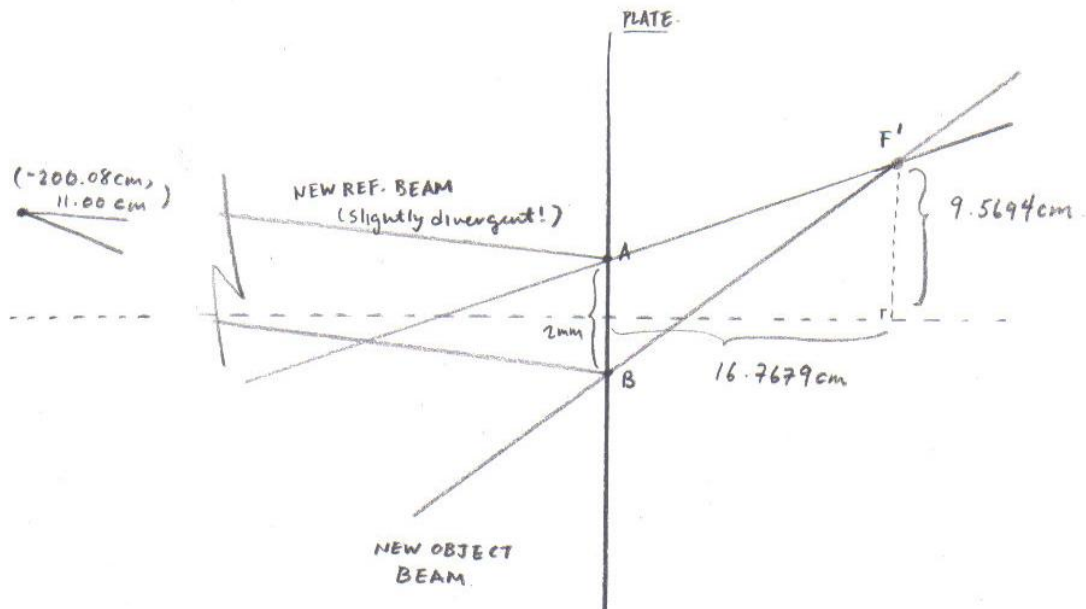 PLATE.
(-200.08cm,
11.00 cm)
NEW REF. BEAM
(slightly divergent!)
F'
9.5694cm
A
2mm
r
B
16.7679cm
NEW OBJECT
BEAM.